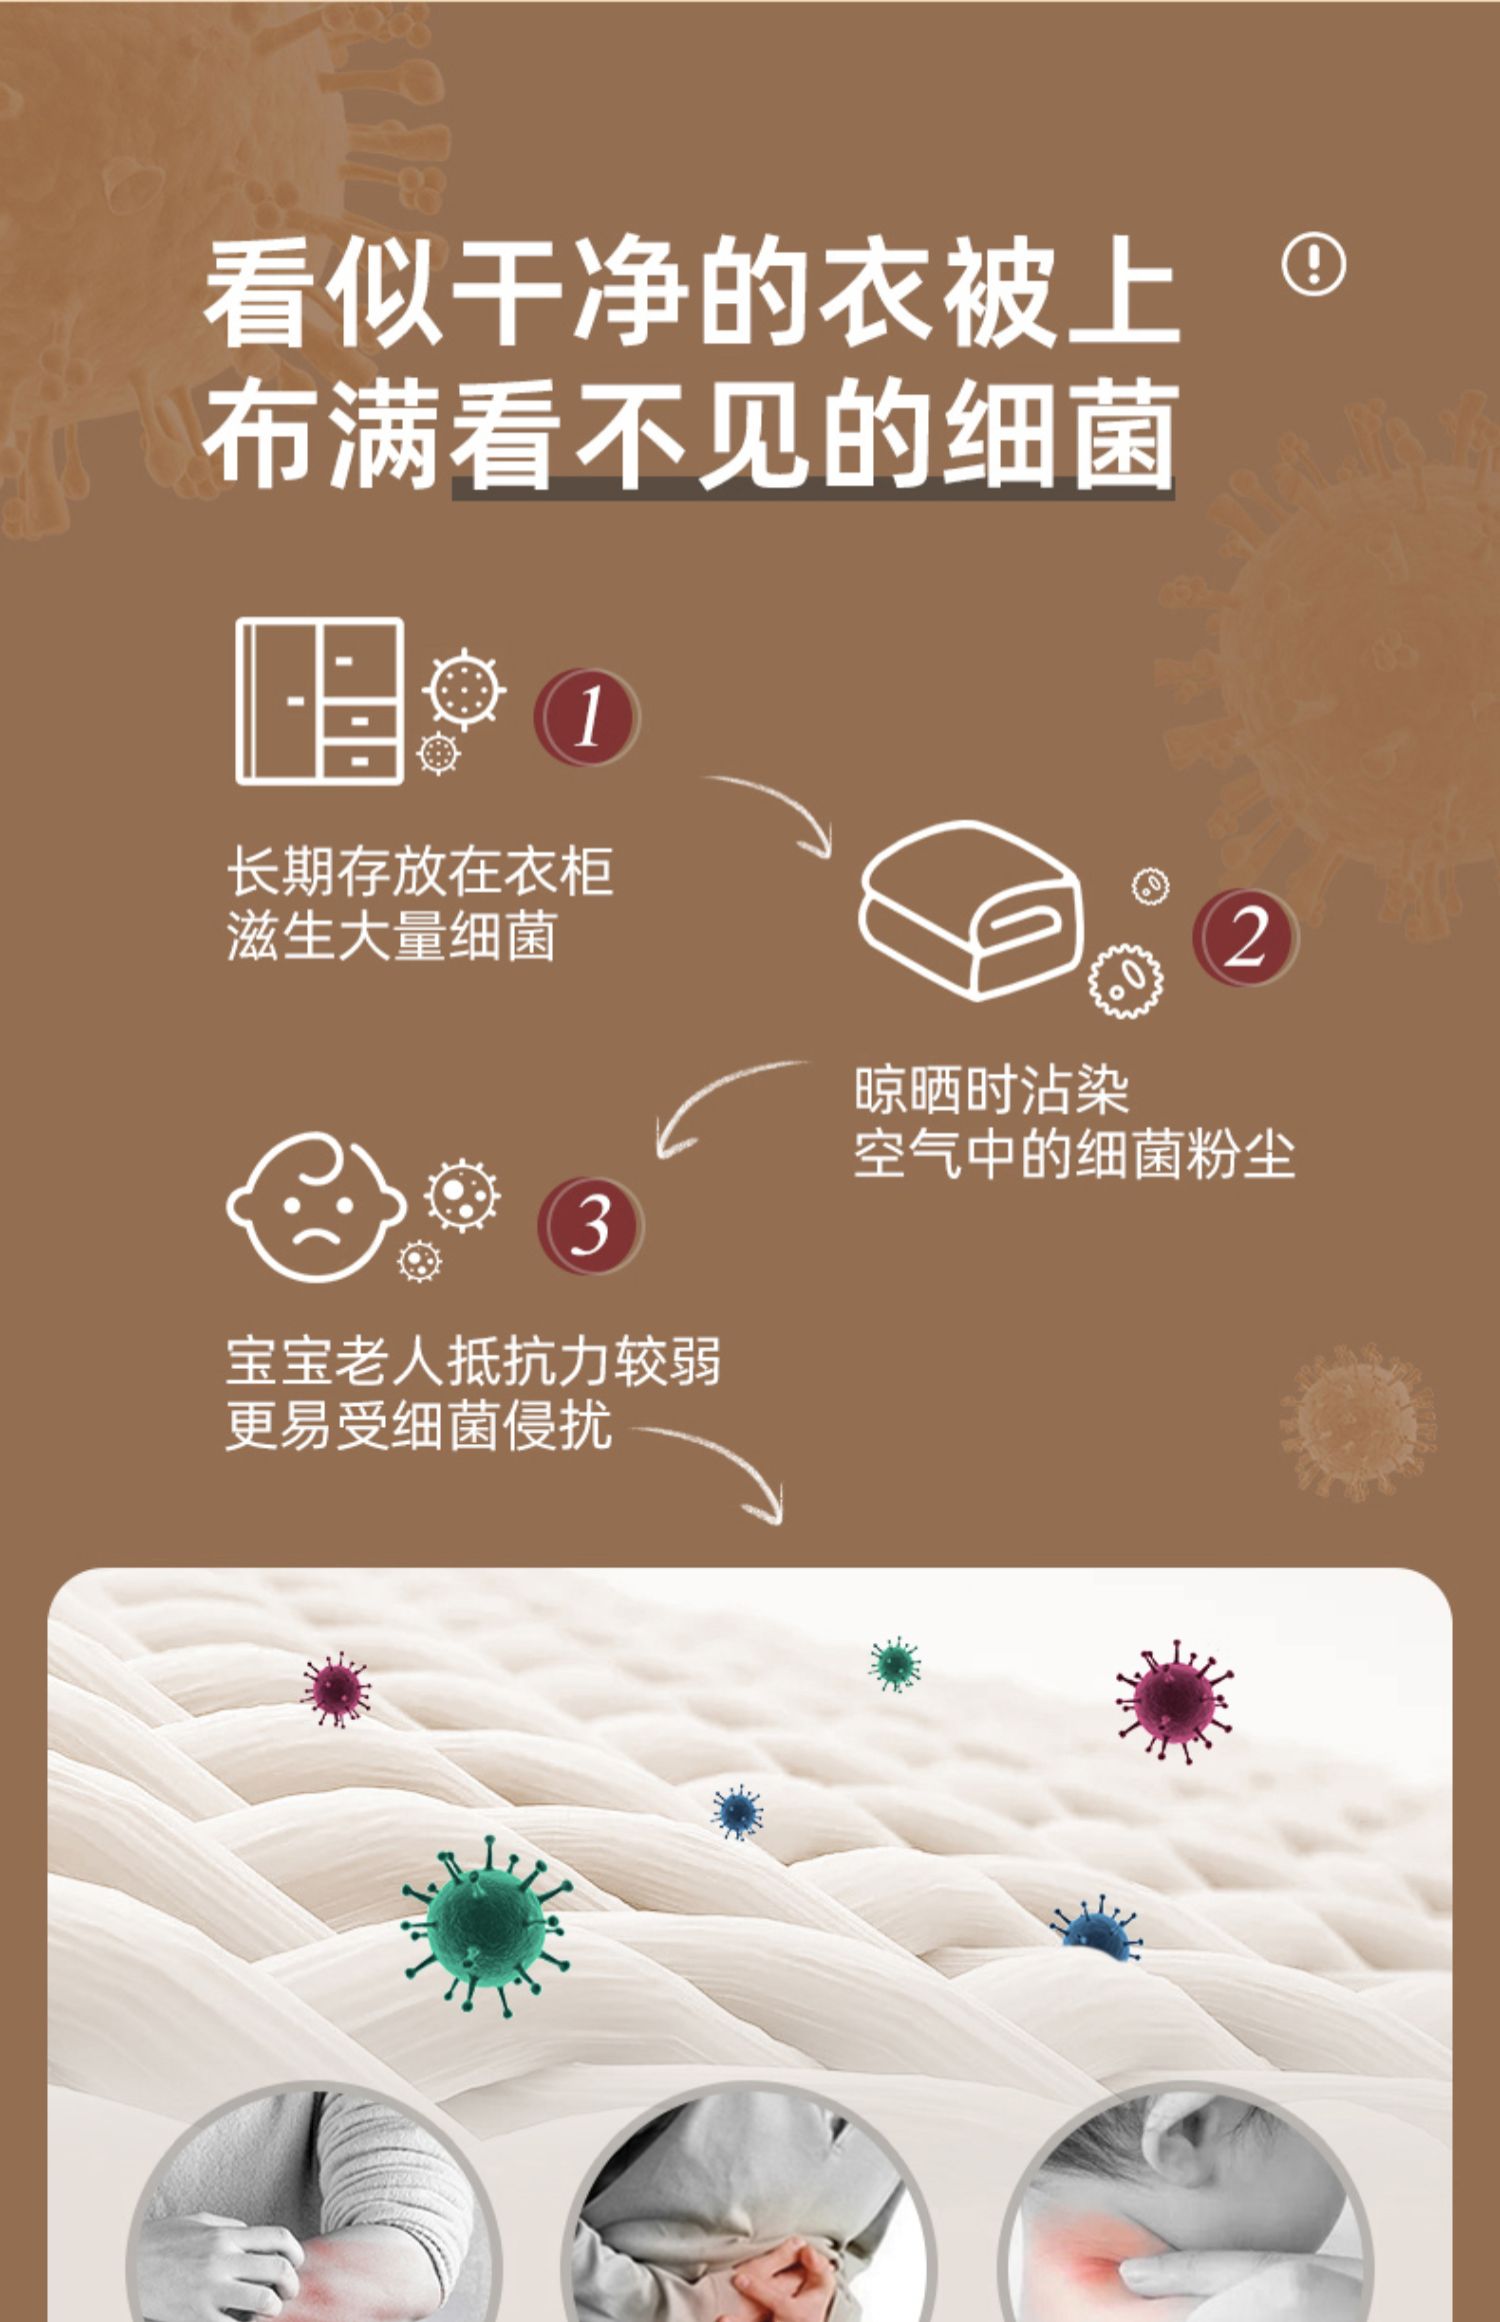 看似干净的衣被上
布满看不见的细菌
1
长期存放在衣柜
滋生大量细菌
2
晾晒时沾染
空气中的细菌粉尘
3
宝宝老人抵抗力较弱
更易受细菌侵扰